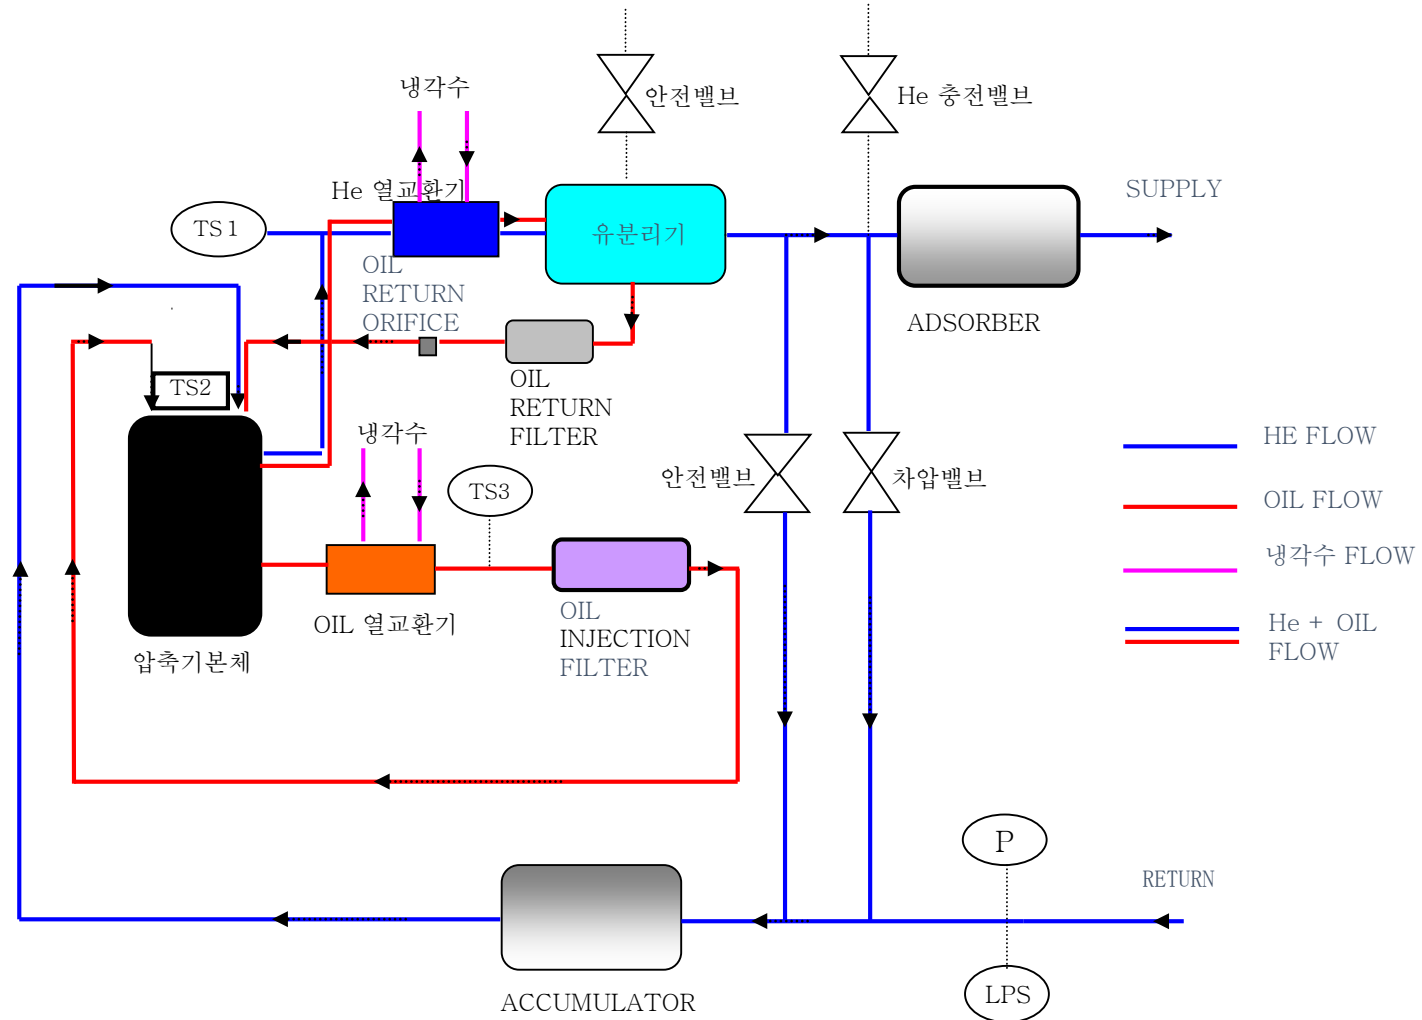 냉각수
안전밸브
He 충전밸브
He 열교환기
SUPPLY
TS1
유분리기
OIL
RETURN
ORIFICE
ADSORBER
TS2
OIL
RETURN
FILTER
냉각수
HE FLOW
안전밸브
차압밸브
TS3
OIL FLOW
냉각수 FLOW
OIL 열교환기
OIL
INJECTION
FILTER
He + OIL
FLOW
압축기본체
P
RETURN
LPS
ACCUMULATOR